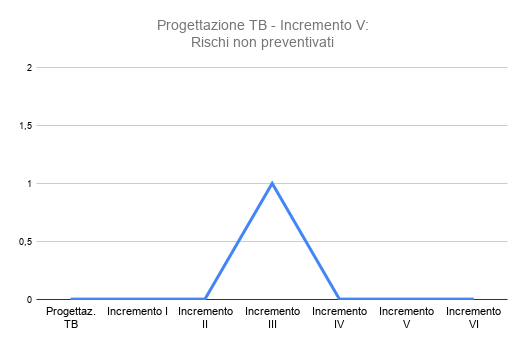 Progettazione TB - Incremento V:
Rischi non preventivati
2
1,5
1
0,5
0
Progettaz. TB
Incremento I
Incremento II
Incremento III
Incremento IV
Incremento V
Incremento VI